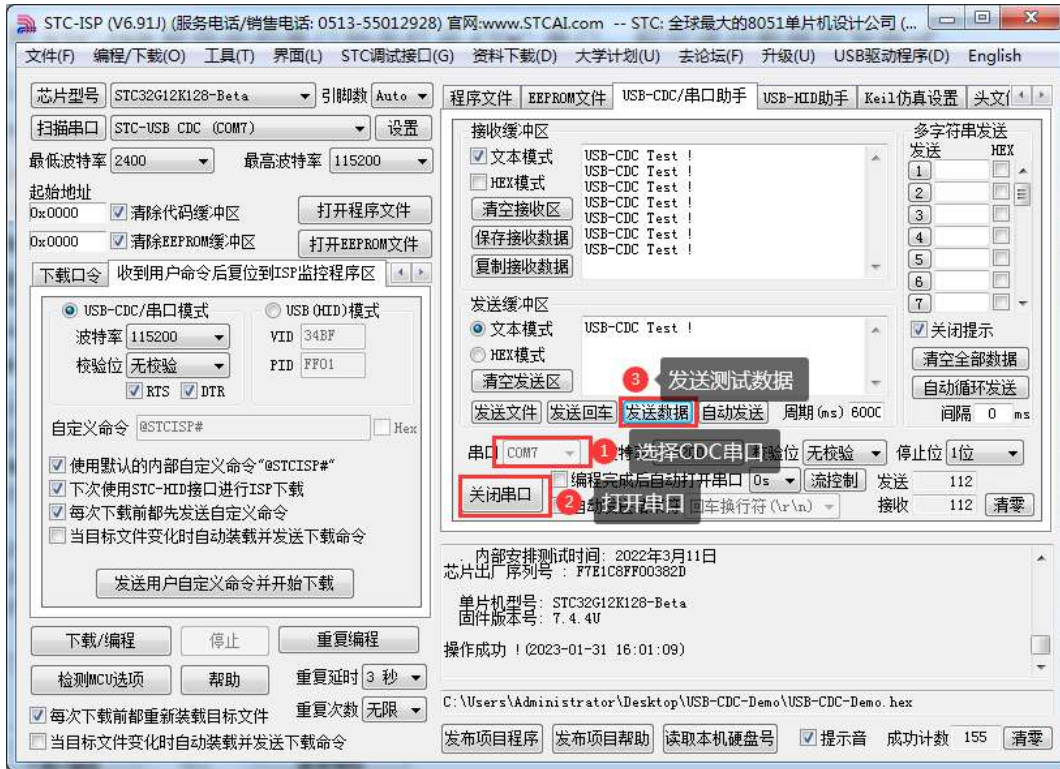 STC-ISP (V6.91J) (服务电话/销售电话: 0513-55012928) 官网:www.STCAI.com -- STC: 全球最大的8051单片机设计公司 (...
文件(F) 编程/下载(O) 工具(T) 界面(L) STC调试接口(G) 资料下载(D) 大学计划(U) 去论坛(F) 升级(U) USB驱动程序(D) English
芯片型号 STC32G12K128-Beta 引脚数 Auto
扫描串口 STC-USB CDC (COM7) 设置
最低波特率 2400 最高波特率 115200
起始地址
0x0000 清除代码缓冲区 打开程序文件
0x0000 清除EEPROM缓冲区 打开EEPROM文件
下载口令 收到用户命令后复位到ISP监控程序区
USB-CDC/串口模式 USB(HID)模式
波特率 115200 VID 34BF
校验位 无校验 PID FF01
RTS DTR
自定义命令 @STCISP# Hex
使用默认的内部自定义命令"@STCISP#"
下次使用STC-HID接口进行ISP下载
每次下载前都先发送自定义命令
当目标文件变化时自动装载并发送下载命令
发送用户自定义命令并开始下载
下载/编程 停止 重复编程
检测MCU选项 帮助 重复延时 3 秒
每次下载前都重新装载目标文件 重复次数 无限
当目标文件变化时自动装载并发送下载命令
程序文件 EEPROM文件 USB-CDC/串口助手 USB-HID助手 Keil仿真设置
接收缓冲区
文本模式
HEX模式
清空接收区
保存接收数据
复制接收数据
USB-CDC Test !
USB-CDC Test !
USB-CDC Test !
USB-CDC Test !
USB-CDC Test !
USB-CDC Test !
USB-CDC Test !
多字符串发送
发送 HEX
1
2
3
4
5
6
7
关闭提示
清空全部数据
自动循环发送
间隔 0 ms
发送缓冲区
文本模式 USB-CDC Test !
HEX模式
清空发送区
3 发送测试数据
发送文件 发送回车 发送数据 自动发送 周期(ms)
串口 COM7 1 选择CDC串口 校验位 无校验 停止位 1位
关闭串口 2 打开串口
编程完成后自动打开串口 0s 流控制 发送 112
回车换行符(\r\n) 接收 112 清零
内部安排测试时间: 2022年3月11日
芯片出厂序列号 : F7E1C8FF00382D
单片机型号: STC32G12K128-Beta
固件版本号: 7.4.4U
操作成功 !(2023-01-31 16:01:09)
C:\Users\Administrator\Desktop\USB-CDC-Demo\USB-CDC-Demo.hex
发布项目程序 发布项目帮助 读取本机硬盘号 提示音 成功计数 155 清零